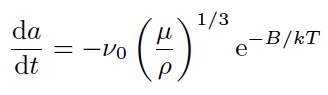 da/dt = −ν₀ (μ/ρ)^{1/3} e^{−B/kT}